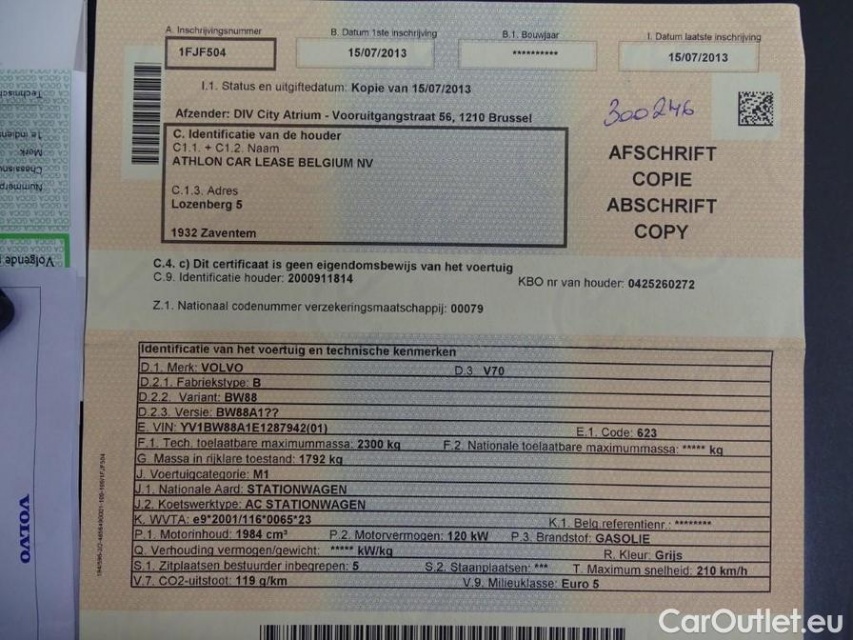 A. Inschrijvingsnummer B. Datum 1ste inschrijving B.1. Bouwjaar I. Datum laatste inschrijving
1FJF504 15/07/2013 ********** 15/07/2013
I.1. Status en uitgiftedatum: Kopie van 15/07/2013
Afzender: DIV City Atrium - Vooruitgangstraat 56, 1210 Brussel
300246
C. Identificatie van de houder
C1.1. + C1.2. Naam
ATHLON CAR LEASE BELGIUM NV
C.1.3. Adres
Lozenberg 5
1932 Zaventem
AFSCHRIFT
COPIE
ABSCHRIFT
COPY
C.4. c) Dit certificaat is geen eigendomsbewijs van het voertuig
C.9. Identificatie houder: 2000911814 KBO nr van houder: 0425260272
Z.1. Nationaal codenummer verzekeringsmaatschappij: 00079
Identificatie van het voertuig en technische kenmerken
D.1. Merk: VOLVO D.3. V70
D.2.1. Fabriekstype: B
D.2.2. Variant: BW88
D.2.3. Versie: BW88A1??
E. VIN: YV1BW88A1E1287942(01) E.1. Code: 623
F.1. Tech. toelaatbare maximummassa: 2300 kg F.2. Nationale toelaatbare maximummassa: ***** kg
G. Massa in rijklare toestand: 1792 kg
J. Voertuigcategorie: M1
J.1. Nationale Aard: STATIONWAGEN
J.2. Koetswerktype: AC STATIONWAGEN
K. WVTA: e9*2001/116*0065*23 K.1. Belg.referentienr.: ********
P.1. Motorinhoud: 1984 cm³ P.2. Motorvermogen: 120 kW P.3. Brandstof: GASOLIE
Q. Verhouding vermogen/gewicht: ***** kW/kg R. Kleur: Grijs
S.1. Zitplaatsen bestuurder inbegrepen: 5 S.2. Staanplaatsen: *** T. Maximum snelheid: 210 km/h
V.7. CO2-uitstoot: 119 g/km V.9. Milieuklasse: Euro 5
Technisch
1e indien
Merk
Chassisnu
Nummerp
Volgende
VOLVO
CarOutlet.eu